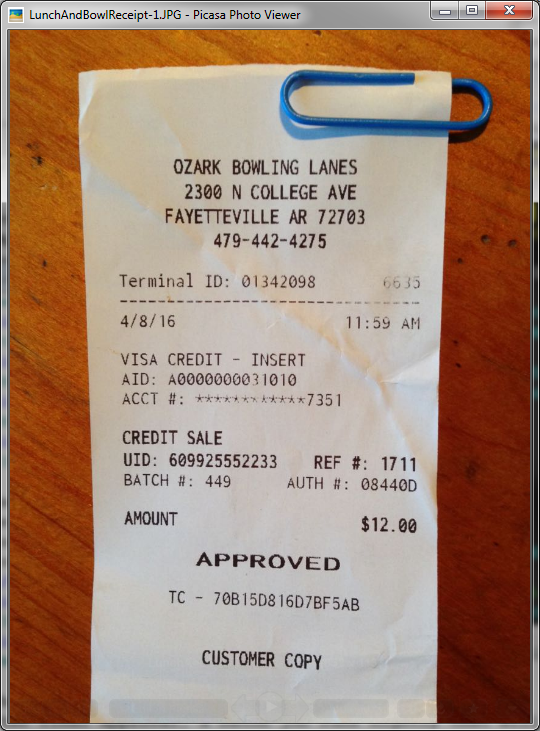 LunchAndBowlReceipt-1.JPG - Picasa Photo Viewer
OZARK BOWLING LANES
2300 N COLLEGE AVE
FAYETTEVILLE AR 72703
479-442-4275
Terminal ID: 01342098 6635
4/8/16 11:59 AM
VISA CREDIT - INSERT
AID: A0000000031010
ACCT #: ************7351
CREDIT SALE
UID: 609925552233 REF #: 1711
BATCH #: 449 AUTH #: 08440D
AMOUNT $12.00
APPROVED
TC - 70B15D816D7BF5AB
CUSTOMER COPY